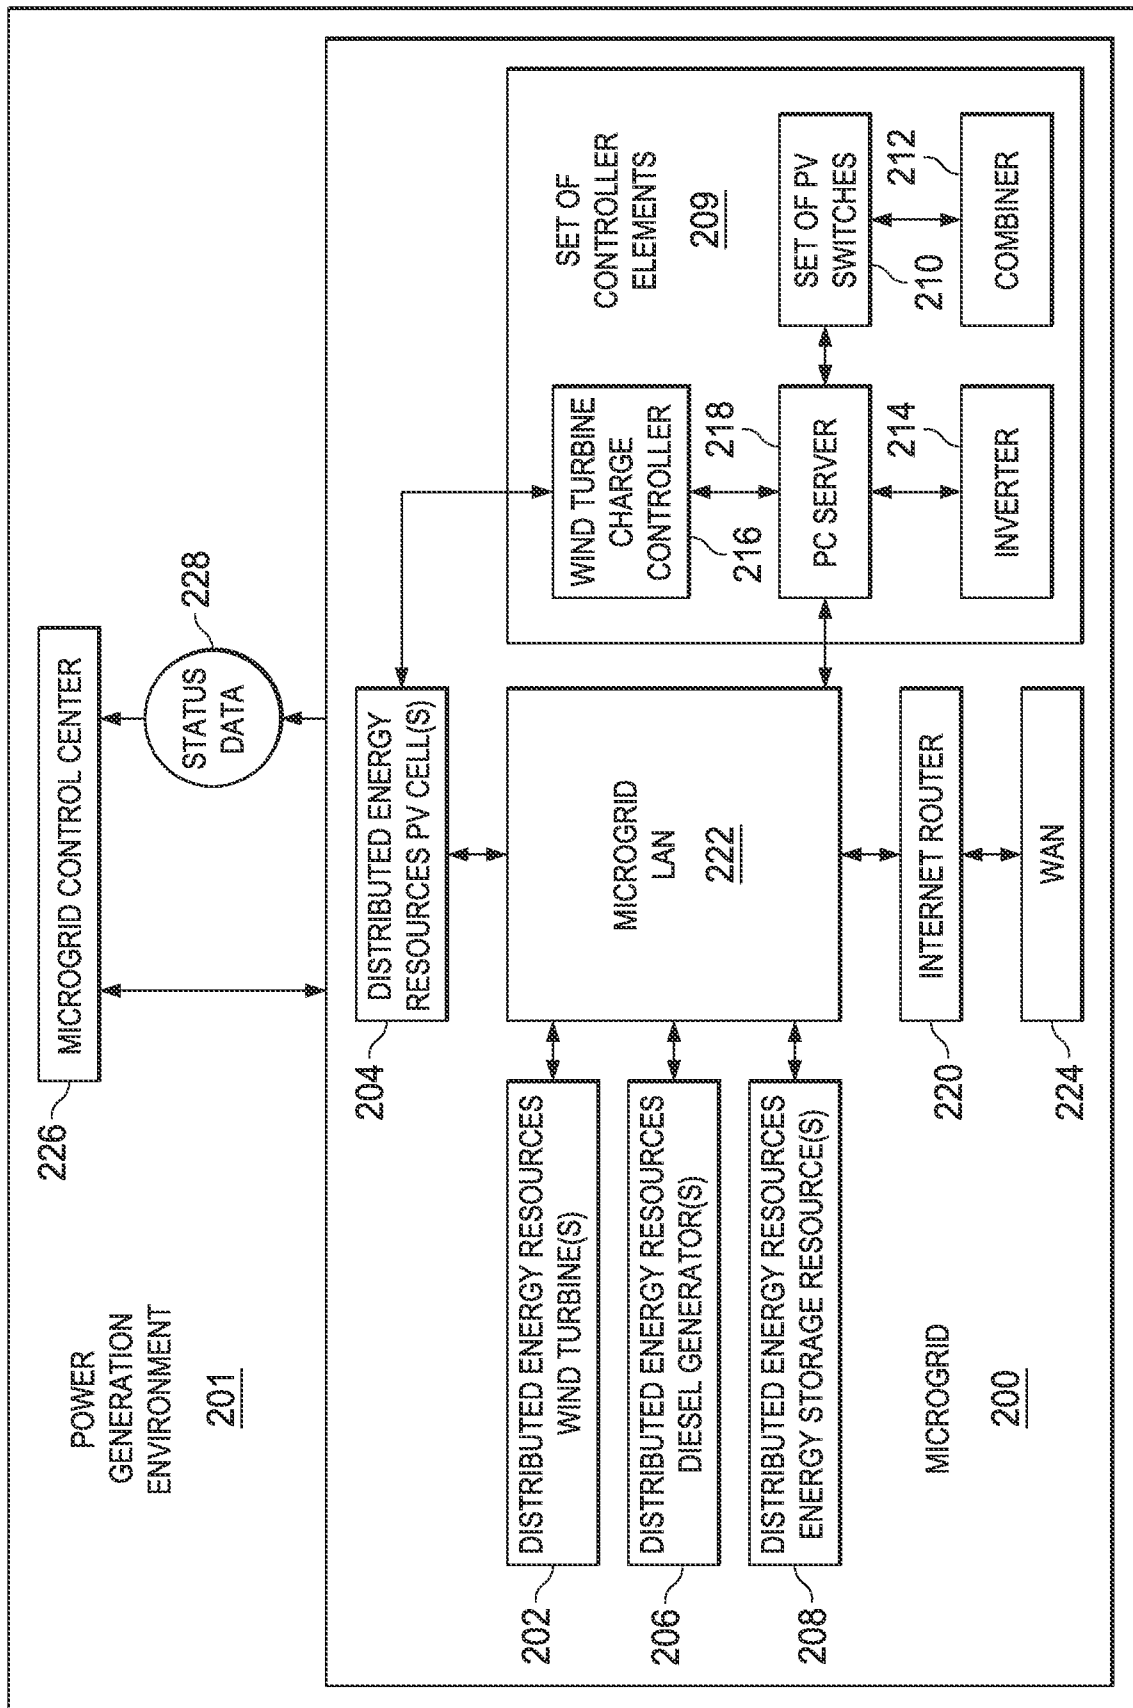 POWER
GENERATION
ENVIRONMENT
201
226
MICROGRID CONTROL CENTER
STATUS
DATA
228
204
DISTRIBUTED ENERGY
RESOURCES PV CELL(S)
202
DISTRIBUTED ENERGY RESOURCES
WIND TURBINE(S)
206
DISTRIBUTED ENERGY RESOURCES
DIESEL GENERATOR(S)
208
DISTRIBUTED ENERGY RESOURCES
ENERGY STORAGE RESOURCE(S)
MICROGRID
LAN
222
SET OF
CONTROLLER
ELEMENTS
209
WIND TURBINE
CHARGE
CONTROLLER
216
218
PC SERVER
SET OF PV
SWITCHES
210
212
COMBINER
214
INVERTER
220
INTERNET ROUTER
224
WAN
MICROGRID
200